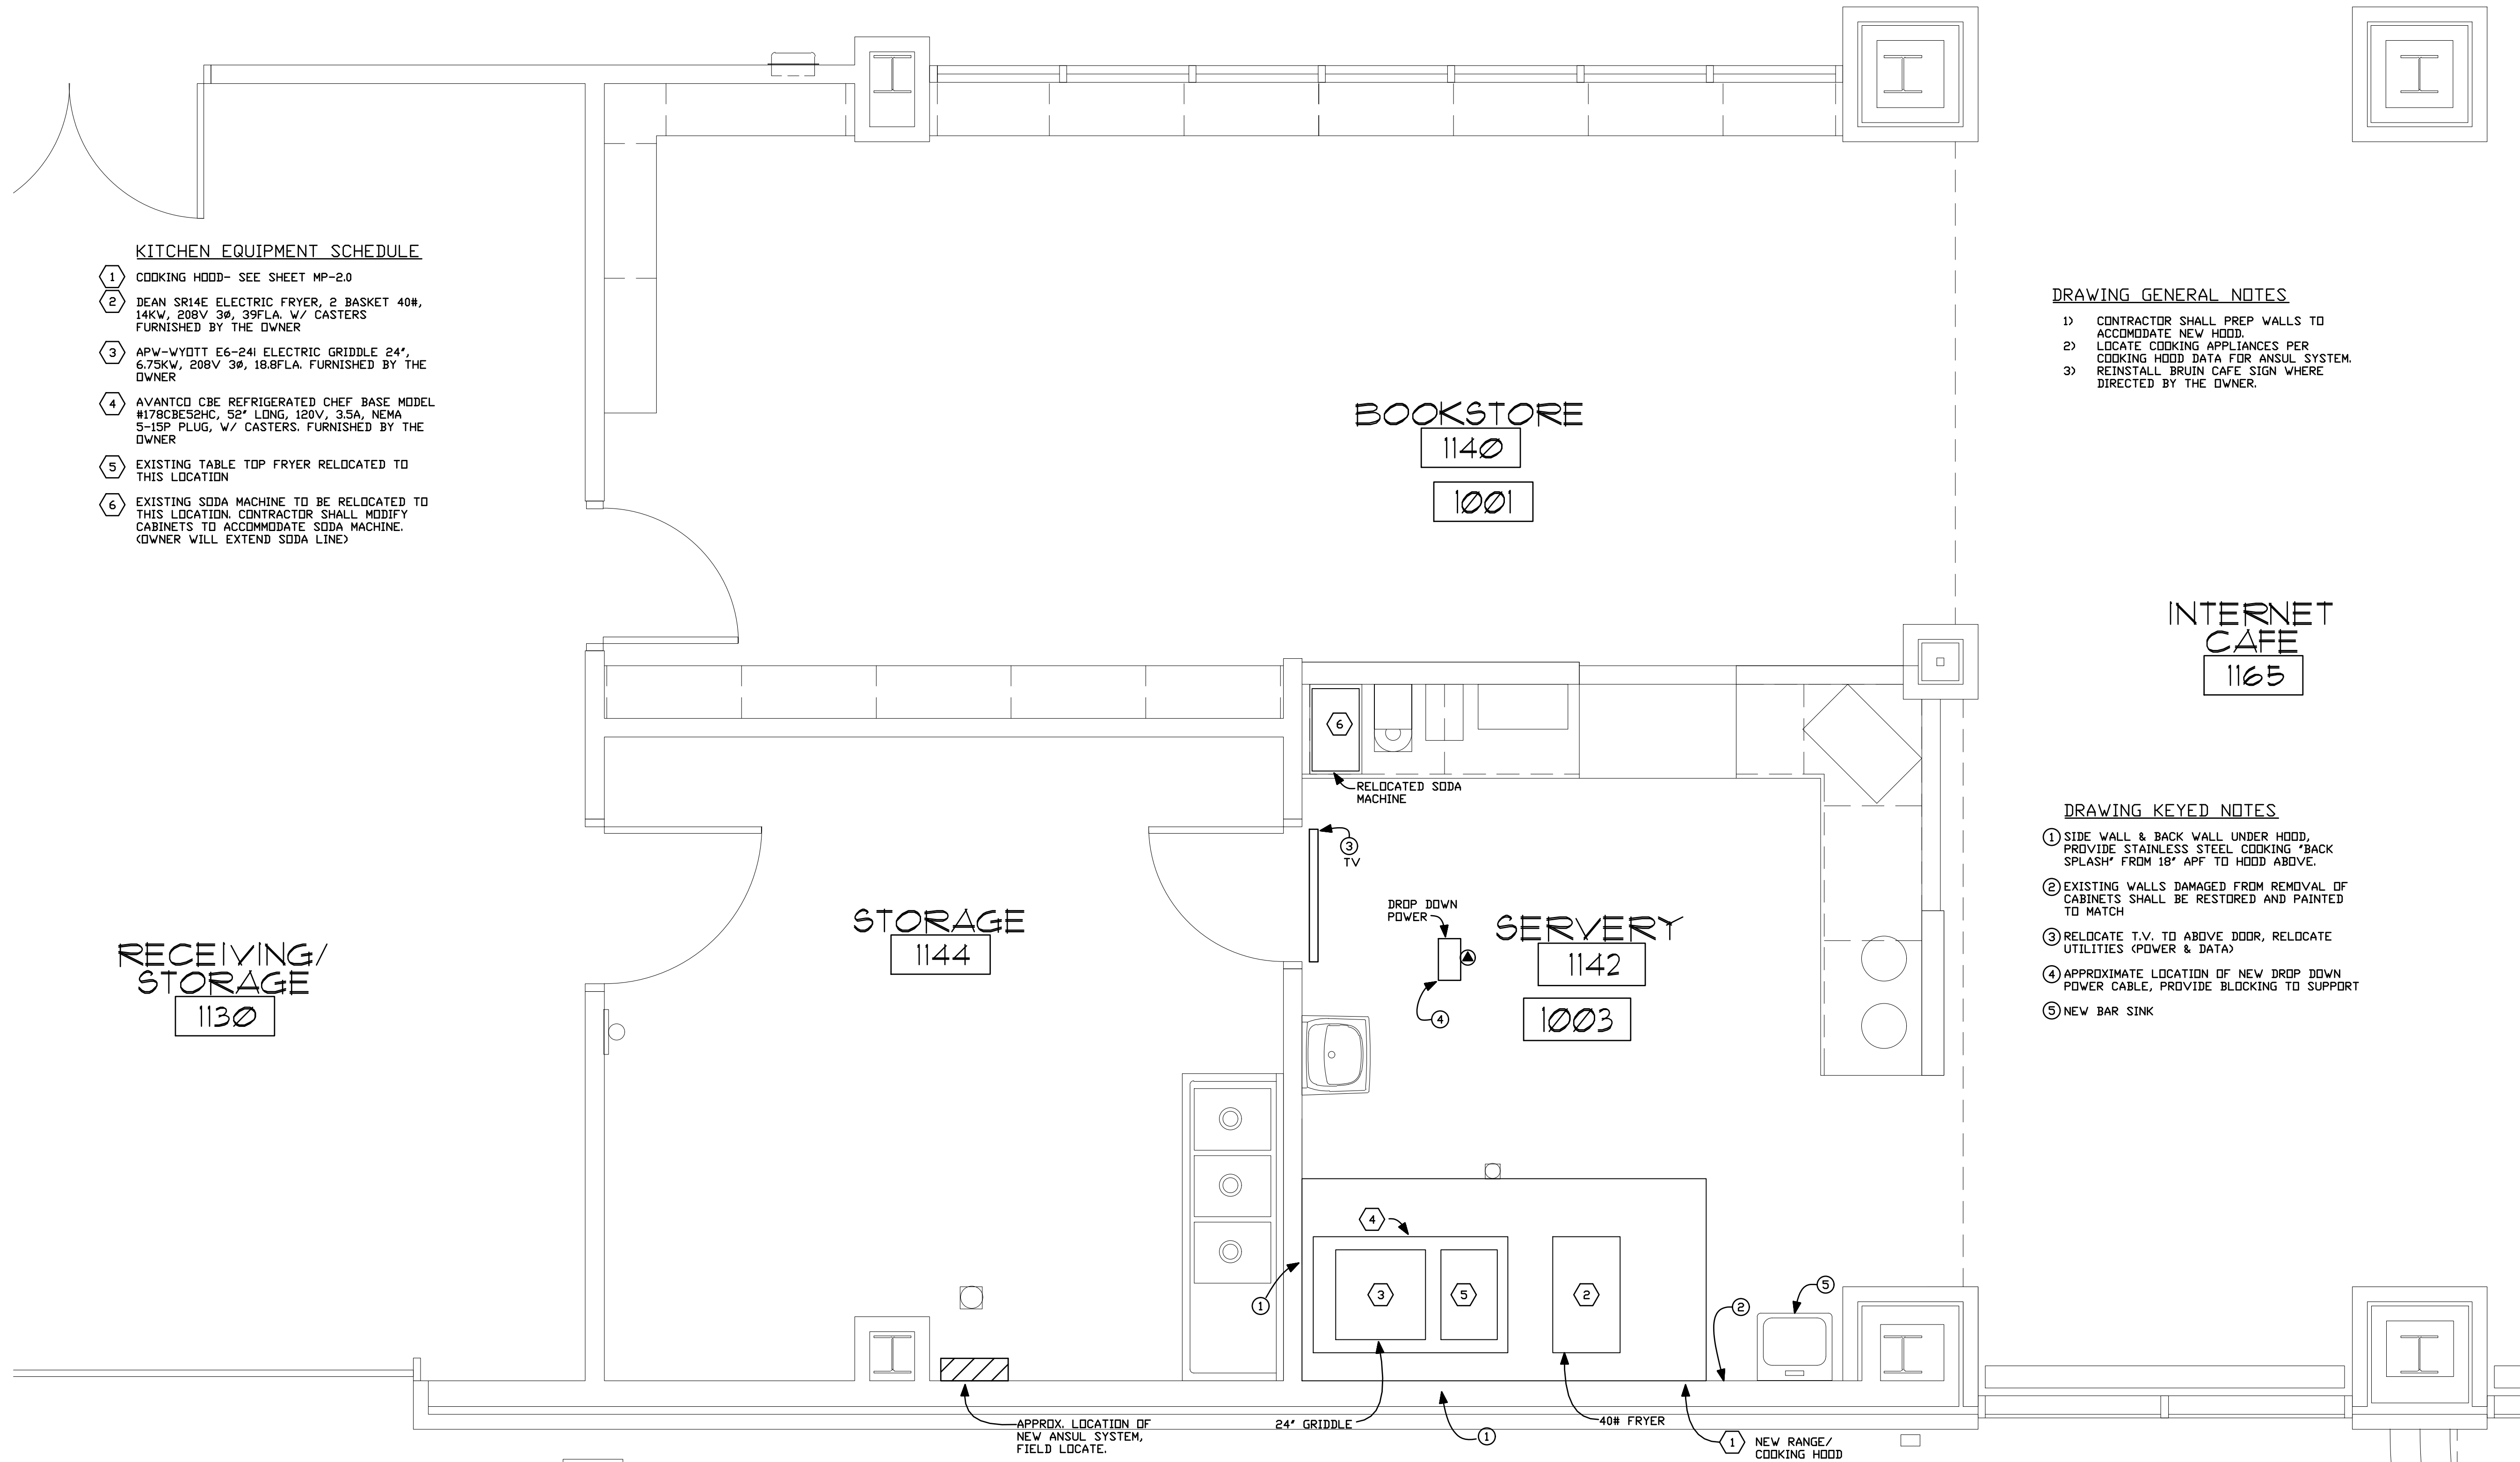 KITCHEN EQUIPMENT SCHEDULE
1 COOKING HOOD- SEE SHEET MP-2.0
2 DEAN SR14E ELECTRIC FRYER, 2 BASKET 40#,
14KW, 208V 3Ø, 39FLA. W/ CASTERS
FURNISHED BY THE OWNER
3 APW-WYOTT E6-24I ELECTRIC GRIDDLE 24",
6.75KW, 208V 3Ø, 18.8FLA. FURNISHED BY THE
OWNER
4 AVANTCO CBE REFRIGERATED CHEF BASE MODEL
#178CBE52HC, 52" LONG, 120V, 3.5A, NEMA
5-15P PLUG, W/ CASTERS. FURNISHED BY THE
OWNER
5 EXISTING TABLE TOP FRYER RELOCATED TO
THIS LOCATION
6 EXISTING SODA MACHINE TO BE RELOCATED TO
THIS LOCATION. CONTRACTOR SHALL MODIFY
CABINETS TO ACCOMMODATE SODA MACHINE.
(OWNER WILL EXTEND SODA LINE)
DRAWING GENERAL NOTES
1) CONTRACTOR SHALL PREP WALLS TO
ACCOMODATE NEW HOOD.
2) LOCATE COOKING APPLIANCES PER
COOKING HOOD DATA FOR ANSUL SYSTEM.
3) REINSTALL BRUIN CAFE SIGN WHERE
DIRECTED BY THE OWNER.
BOOKSTORE
1140
1001
INTERNET
CAFE
1165
6
RELOCATED SODA
MACHINE
3
TV
DRAWING KEYED NOTES
1 SIDE WALL & BACK WALL UNDER HOOD,
PROVIDE STAINLESS STEEL COOKING "BACK
SPLASH" FROM 18" APF TO HOOD ABOVE.
2 EXISTING WALLS DAMAGED FROM REMOVAL OF
CABINETS SHALL BE RESTORED AND PAINTED
TO MATCH
3 RELOCATE T.V. TO ABOVE DOOR, RELOCATE
UTILITIES (POWER & DATA)
4 APPROXIMATE LOCATION OF NEW DROP DOWN
POWER CABLE, PROVIDE BLOCKING TO SUPPORT
5 NEW BAR SINK
RECEIVING/
STORAGE
1130
STORAGE
1144
DROP DOWN
POWER
4
SERVERY
1142
1003
4
3
5
2
1
2
5
APPROX. LOCATION OF
NEW ANSUL SYSTEM,
FIELD LOCATE.
24" GRIDDLE
1
40# FRYER
1 NEW RANGE/
COOKING HOOD